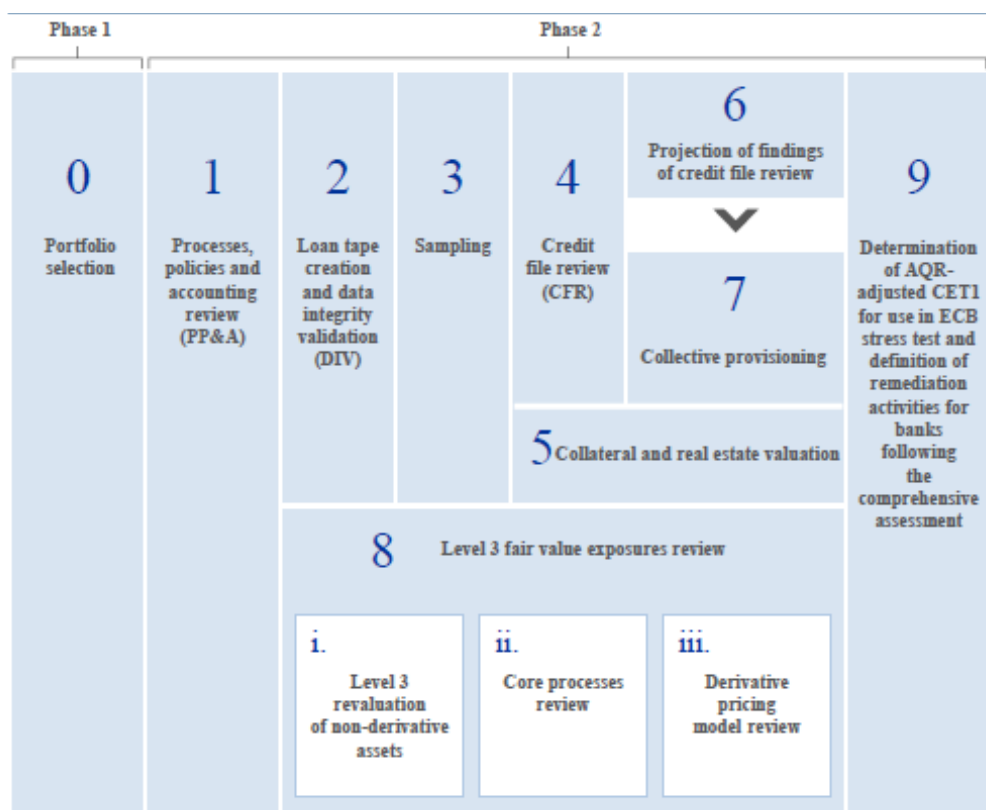 Phase 1
Phase 2
0
Portfolio
selection
1
Processes,
policies and
accounting
review
(PP&A)
2
Loan tape
creation
and data
integrity
validation
(DIV)
3
Sampling
4
Credit
file review
(CFR)
6
Projection of findings
of credit file review
7
Collective provisioning
5 Collateral and real estate valuation
9
Determination
of AQR-
adjusted CET1
for use in ECB
stress test and
definition of
remediation
activities for
banks
following
the
comprehensive
assessment
8 Level 3 fair value exposures review
i.
Level 3
revaluation
of non-derivative
assets
ii.
Core processes
review
iii.
Derivative
pricing
model review